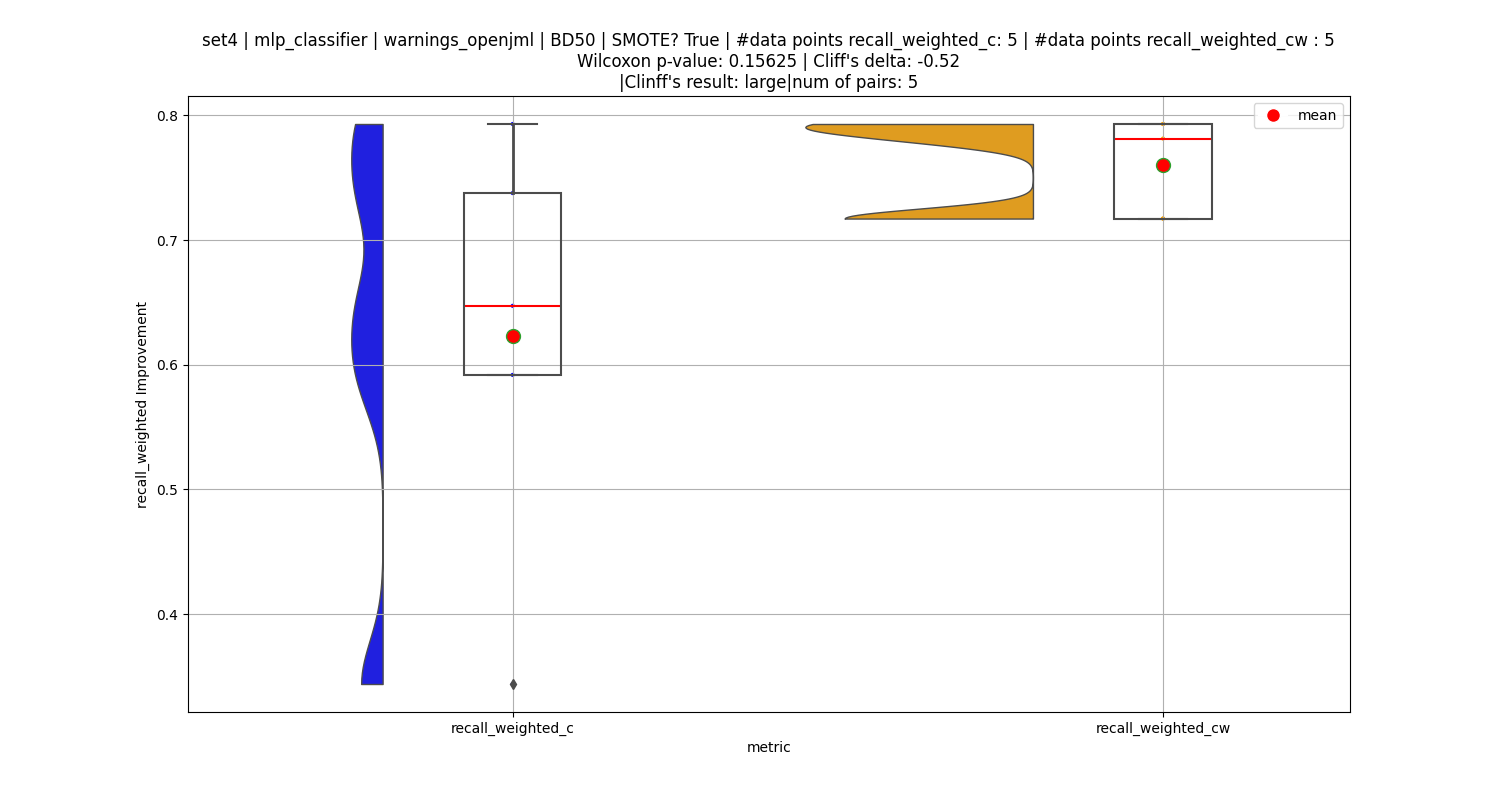 set4 | mlp_classifier | warnings_openjml | BD50 | SMOTE? True | #data points recall_weighted_c: 5 | #data points recall_weighted_cw : 5
Wilcoxon p-value: 0.15625 | Cliff's delta: -0.52
|Clinff's result: large|num of pairs: 5
mean
0.8
0.7
0.6
0.5
0.4
recall_weighted Improvement
recall_weighted_c
recall_weighted_cw
metric